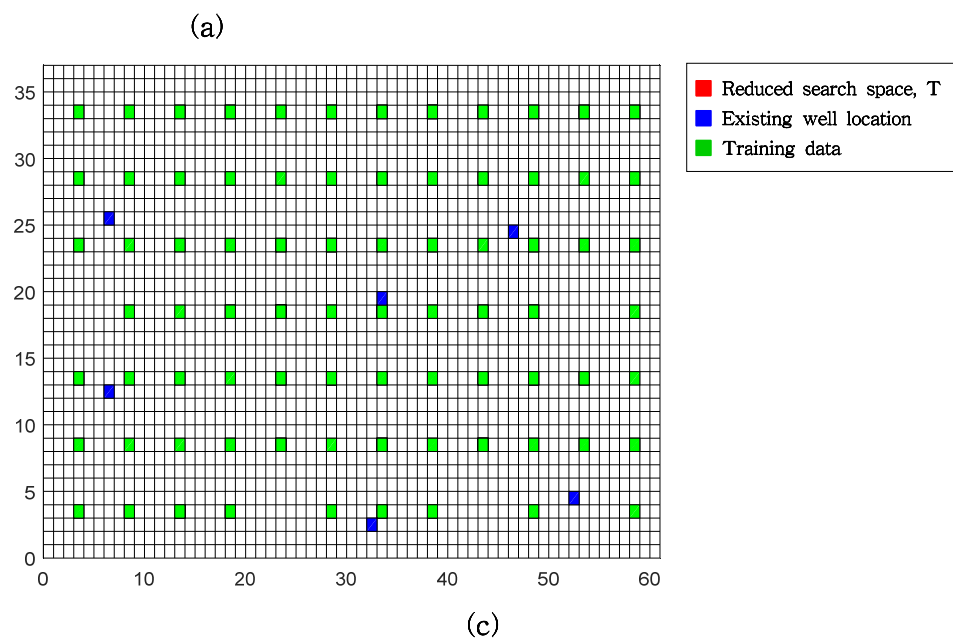 (a)
35
30
25
20
15
10
5
0
0 10 20 30 40 50 60
Reduced search space, T
Existing well location
Training data
(c)